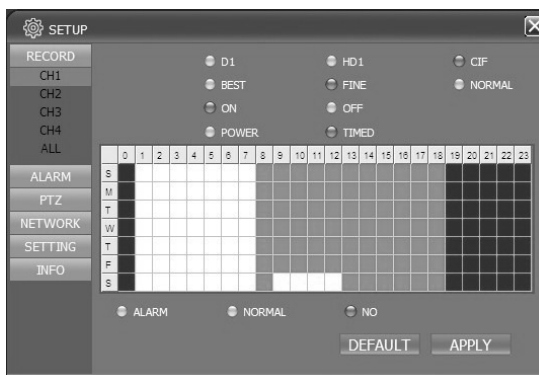 SETUP
RECORD
CH1
CH2
CH3
CH4
ALL
ALARM
PTZ
NETWORK
SETTING
INFO
D1 HD1 CIF
BEST FINE NORMAL
ON OFF
POWER TIMED
0 1 2 3 4 5 6 7 8 9 10 11 12 13 14 15 16 17 18 19 20 21 22 23
S
M
T
W
T
F
S
ALARM NORMAL NO
DEFAULT APPLY